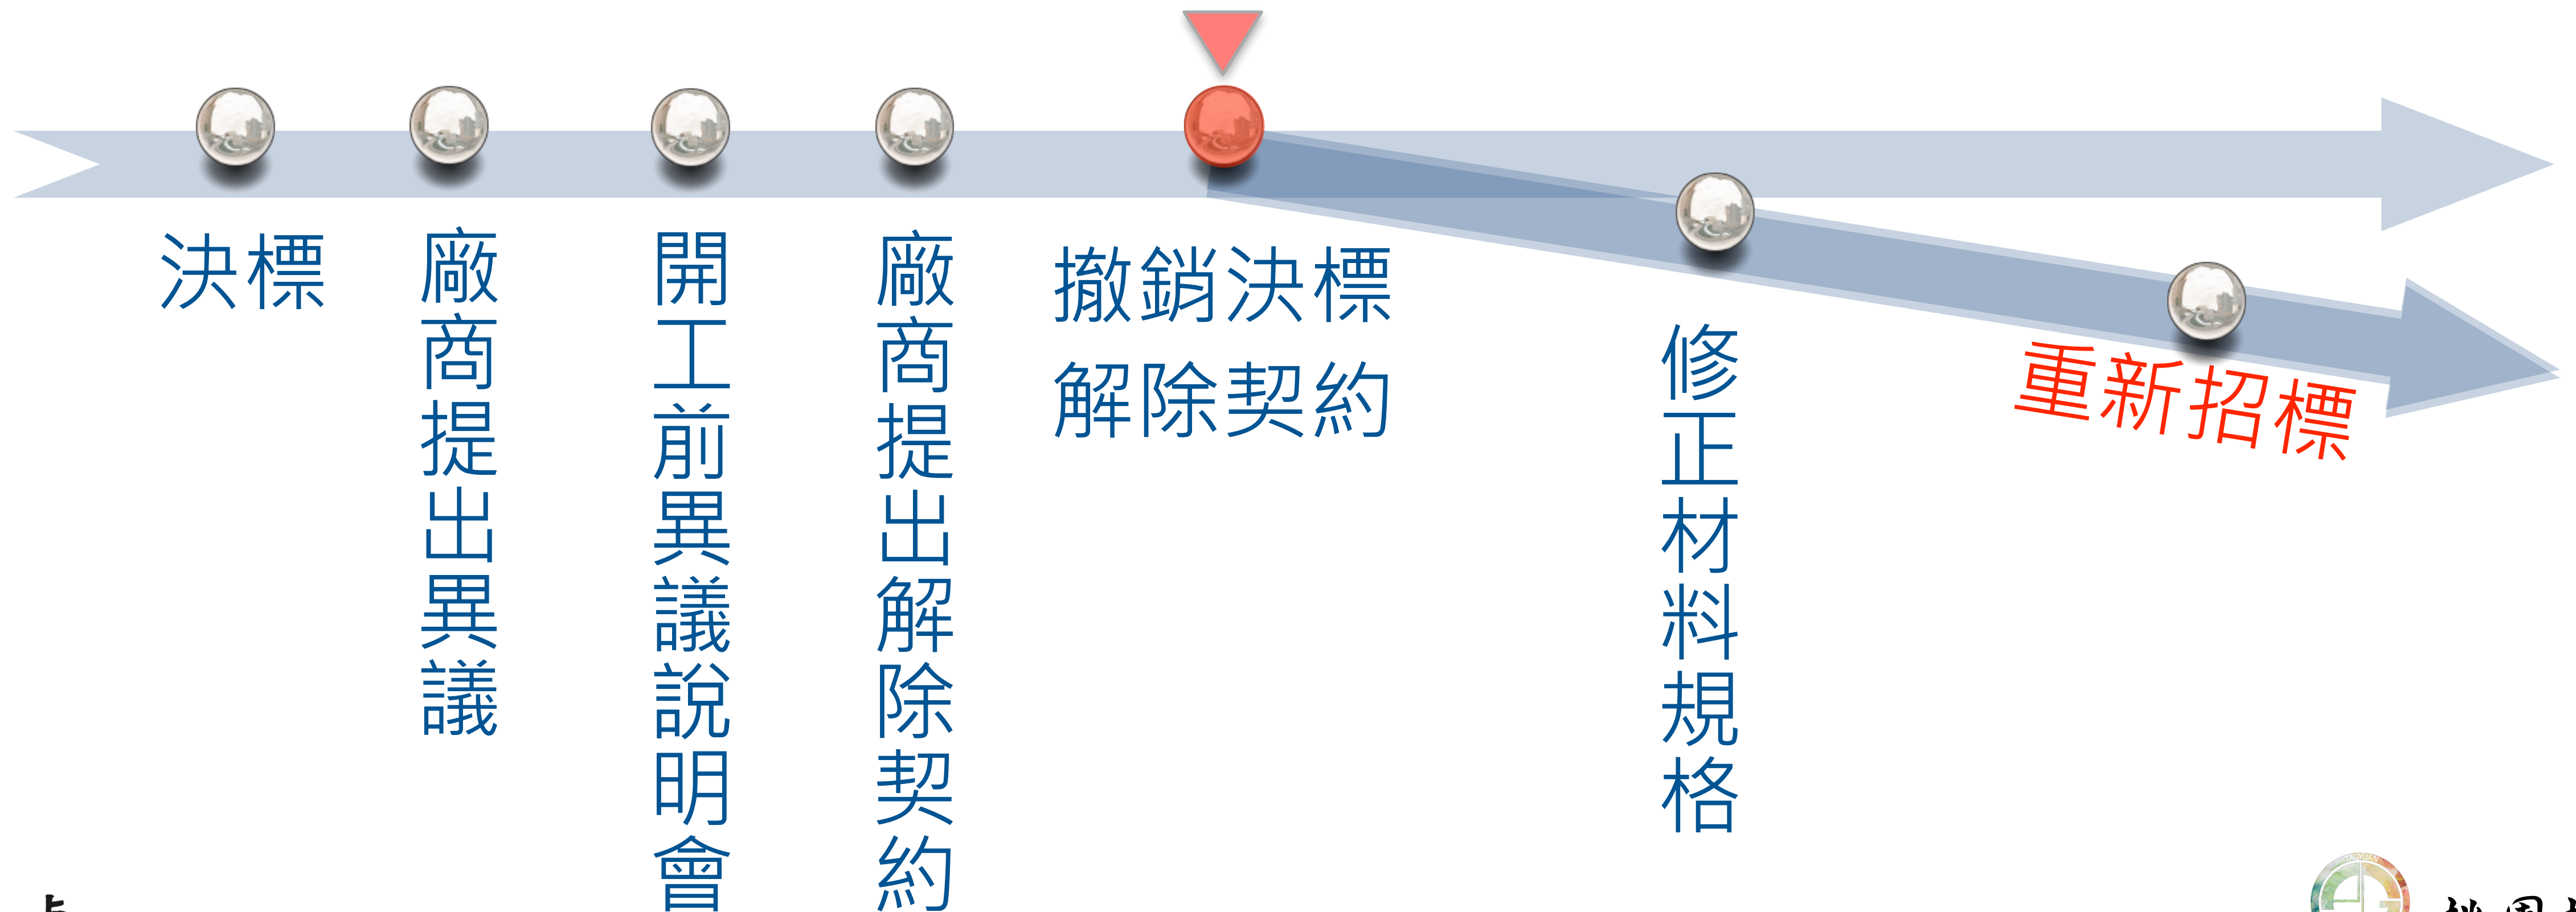 決標
廠商提出異議
開工前異議說明會
廠商提出解除契約
撤銷決標
解除契約
修正材料規格
重新招標
TAOYUAN